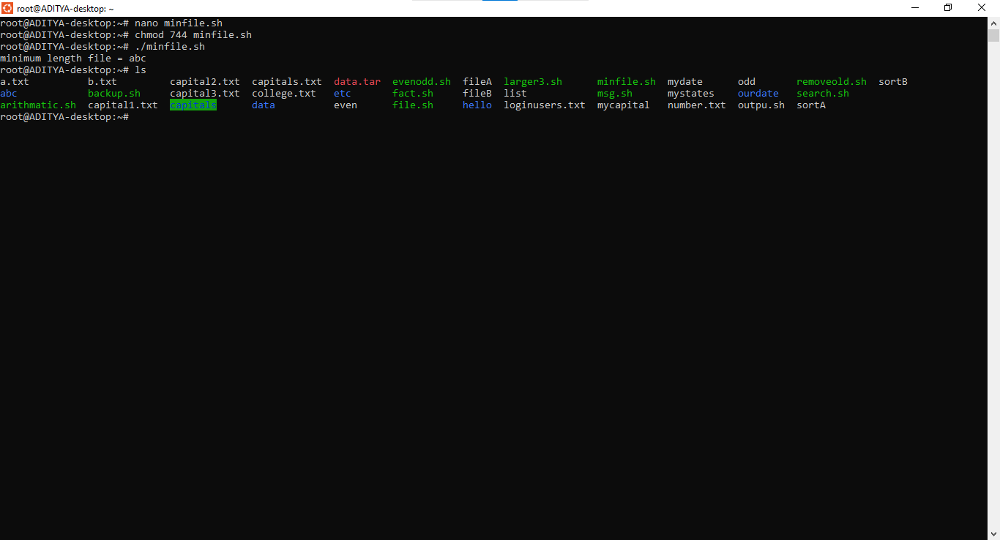 root@ADITYA-desktop: ~
root@ADITYA-desktop:~# nano minfile.sh
root@ADITYA-desktop:~# chmod 744 minfile.sh
root@ADITYA-desktop:~# ./minfile.sh
minimum length file = abc
root@ADITYA-desktop:~# ls
a.txt b.txt capital2.txt capitals.txt data.tar evenodd.sh fileA larger3.sh minfile.sh mydate odd removeold.sh sortB
abc backup.sh capital3.txt college.txt etc fact.sh fileB list msg.sh mystates ourdate search.sh
arithmatic.sh capital1.txt capitals data even file.sh hello loginusers.txt mycapital number.txt outpu.sh sortA
root@ADITYA-desktop:~#